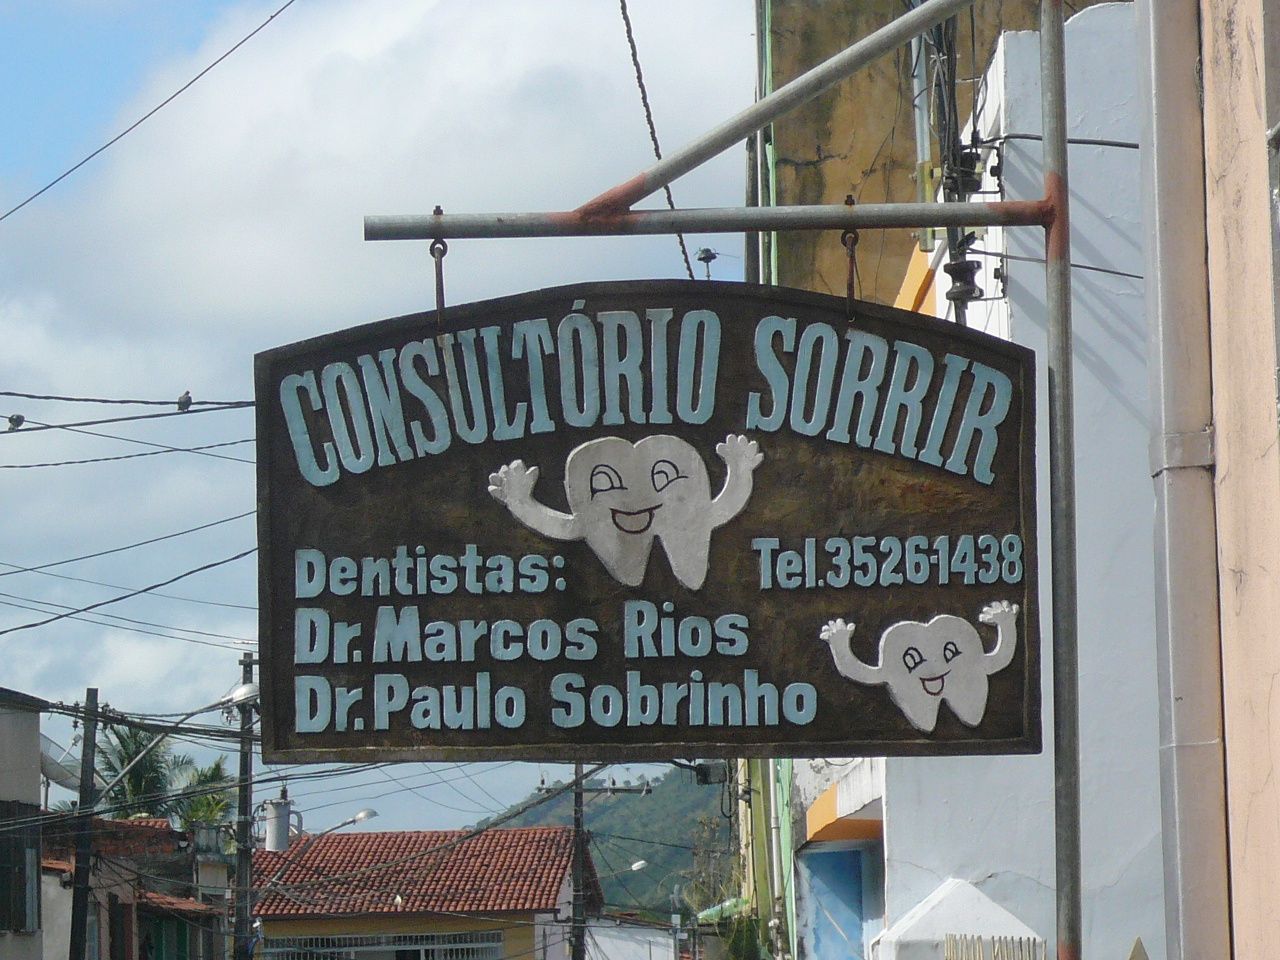 CONSULTÓRIO SORRIR
Dentistas:
Tel.3526-1438
Dr. Marcos Rios
Dr. Paulo Sobrinho